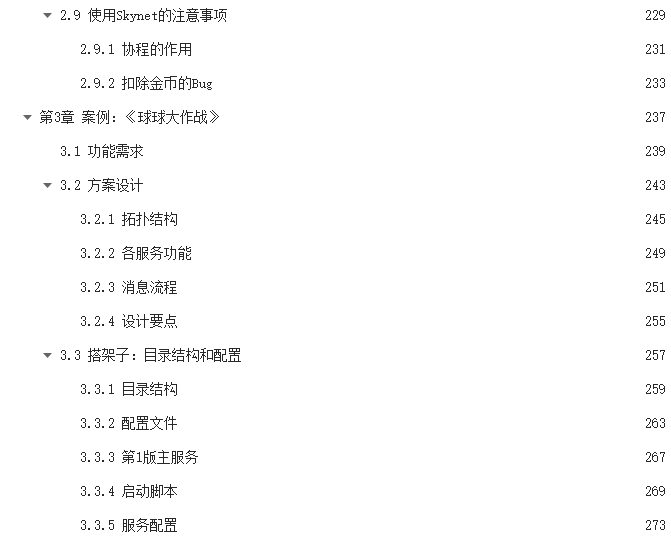 2.9 使用Skynet的注意事项 229
2.9.1 协程的作用 231
2.9.2 扣除金币的Bug 233
第3章 案例：《球球大作战》 237
3.1 功能需求 239
3.2 方案设计 243
3.2.1 拓扑结构 245
3.2.2 各服务功能 249
3.2.3 消息流程 251
3.2.4 设计要点 255
3.3 搭架子：目录结构和配置 257
3.3.1 目录结构 259
3.3.2 配置文件 263
3.3.3 第1版主服务 267
3.3.4 启动脚本 269
3.3.5 服务配置 273